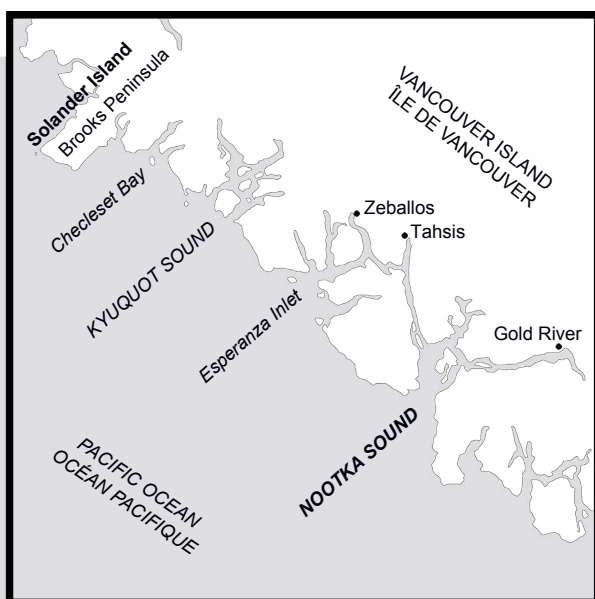 Solander Island
Brooks Peninsula
VANCOUVER ISLAND
ÎLE DE VANCOUVER
Checleset Bay
Zeballos
Tahsis
KYUQUOT SOUND
Esperanza Inlet
Gold River
NOOTKA SOUND
PACIFIC OCEAN
OCÉAN PACIFIQUE